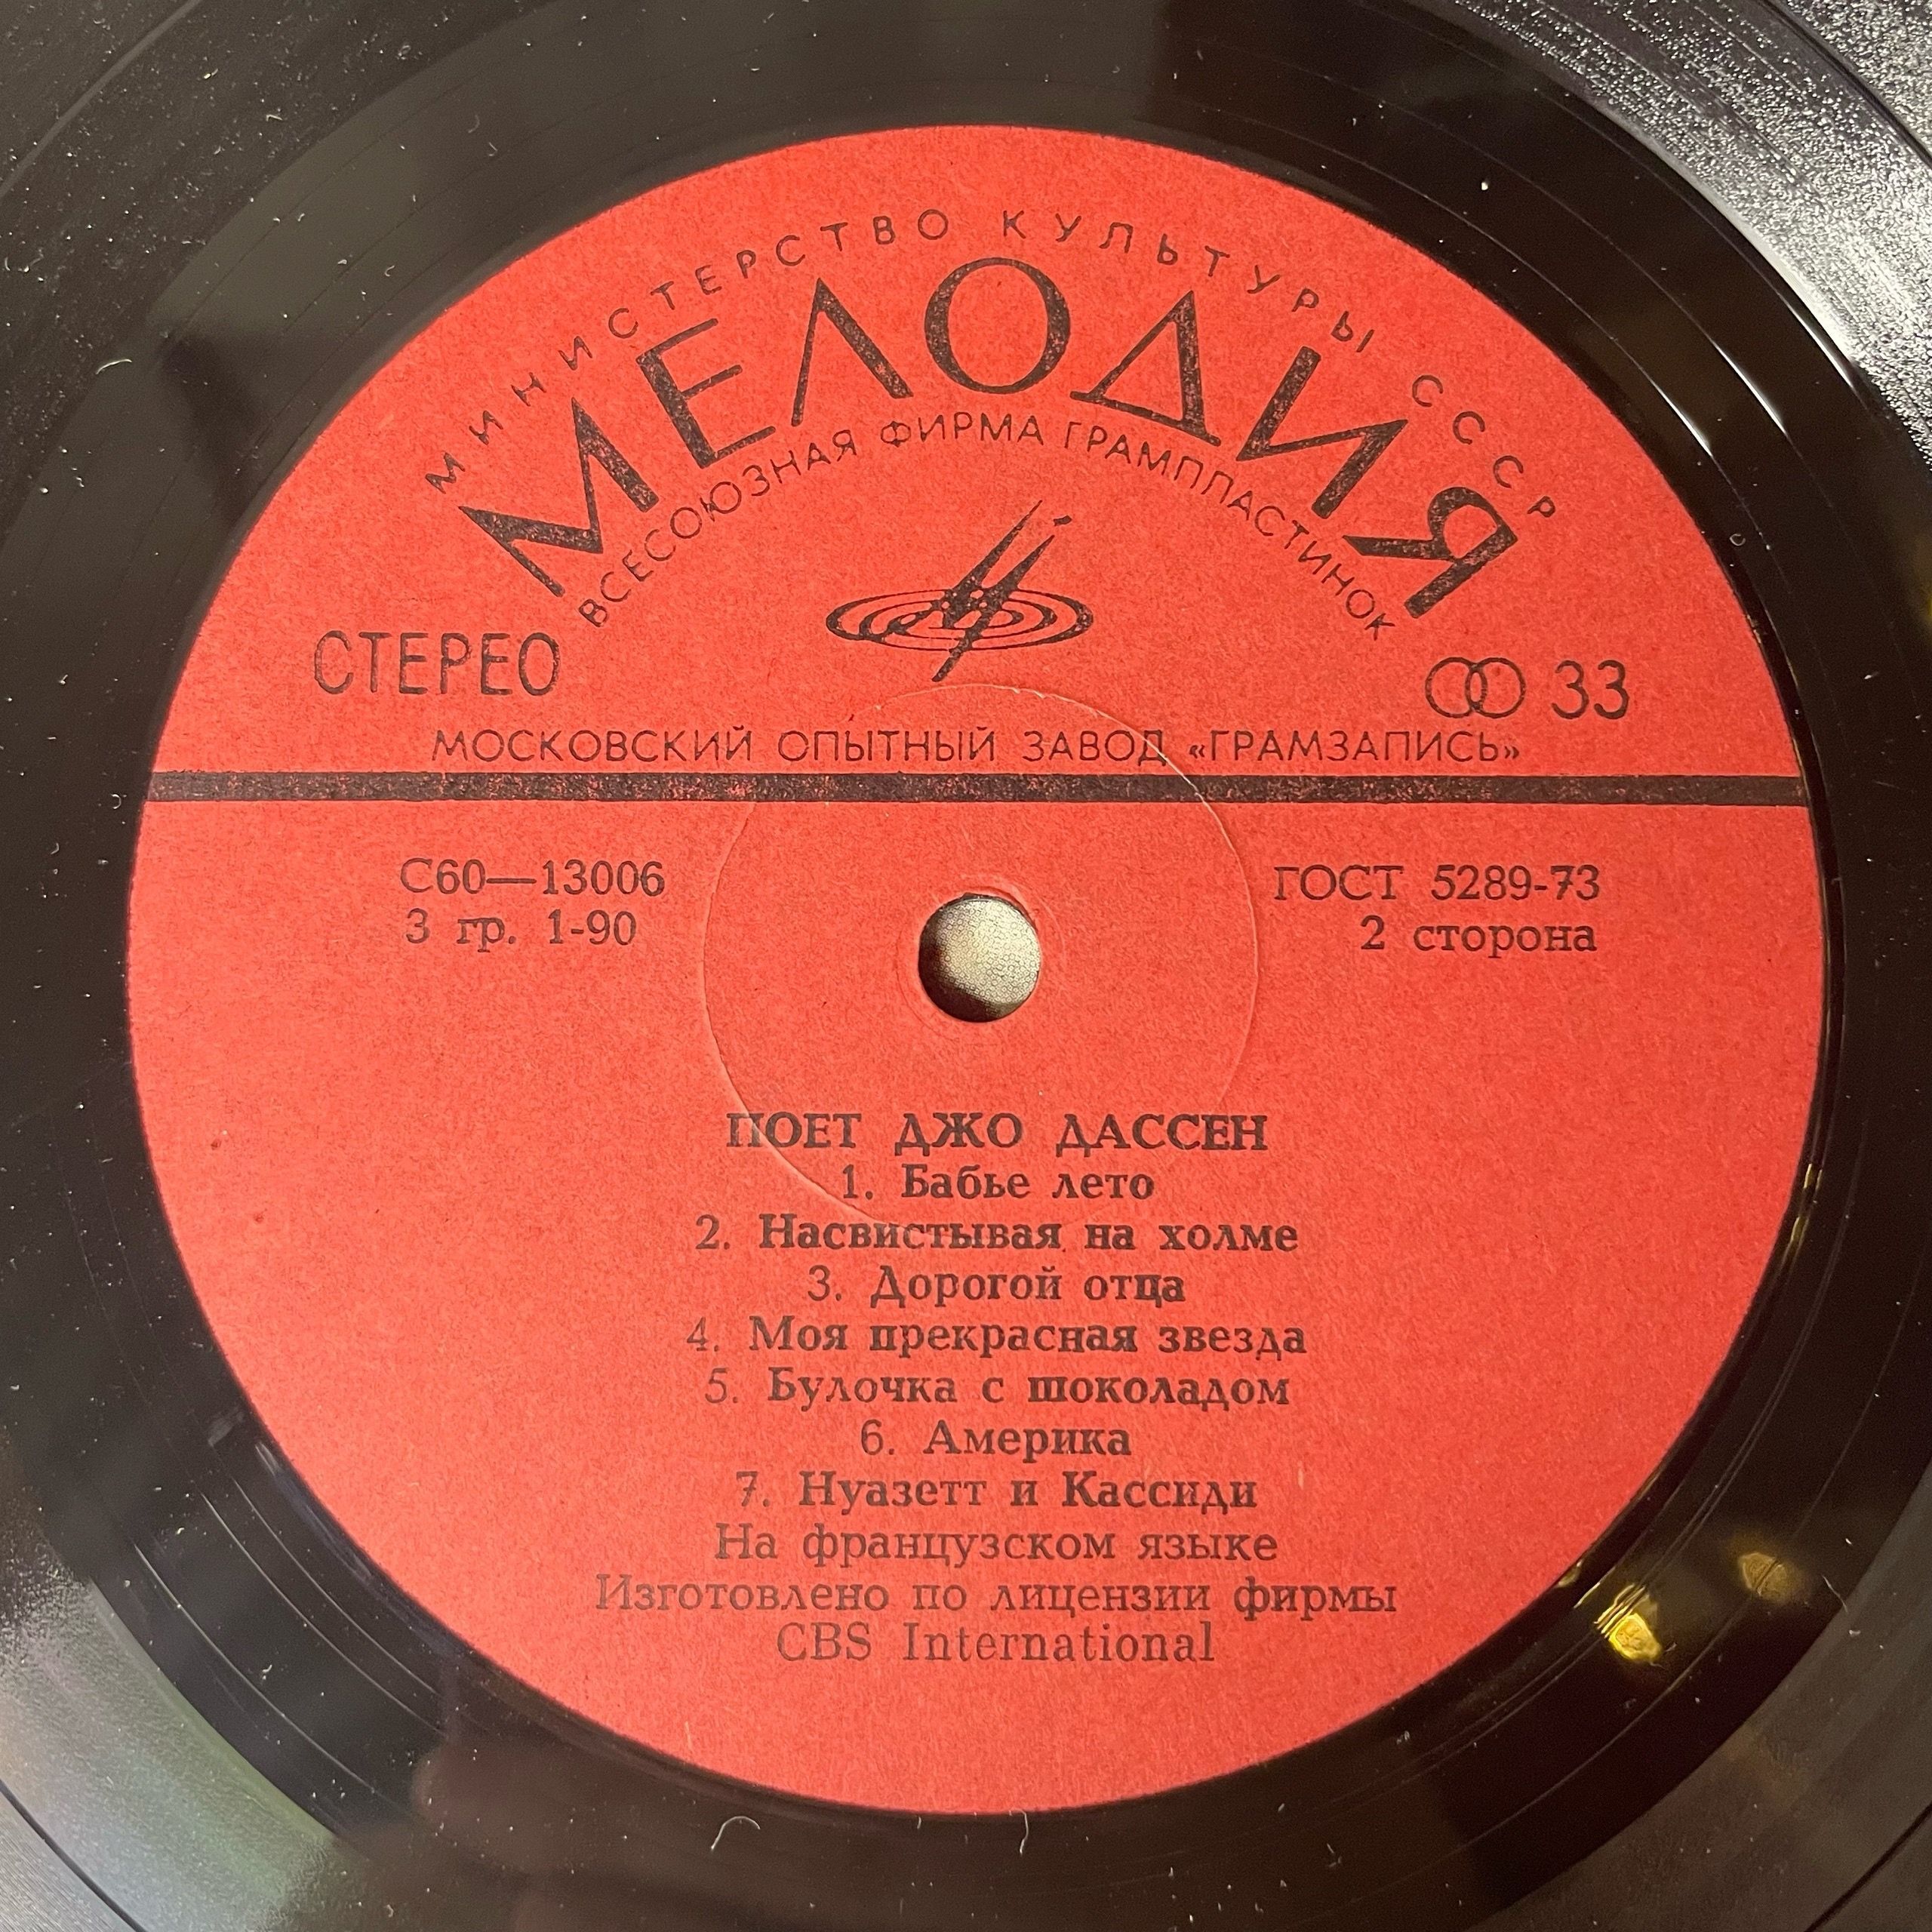 МИНИСТЕРСТВО КУЛЬТУРЫ СССР
МЕЛОДИЯ
ВСЕСОЮЗНАЯ ФИРМА ГРАМПЛАСТИНОК
СТЕРЕО
33
МОСКОВСКИЙ ОПЫТНЫЙ ЗАВОД «ГРАМЗАПИСЬ»
С60—13006
ГОСТ 5289-73
3 гр. 1-90
2 сторона
ПОЕТ ДЖО ДАССЕН
1. Бабье лето
2. Насвистывая на холме
3. Дорогой отца
4. Моя прекрасная звезда
5. Булочка с шоколадом
6. Америка
7. Нуазетт и Кассиди
На французском языке
Изготовлено по лицензии фирмы
CBS International